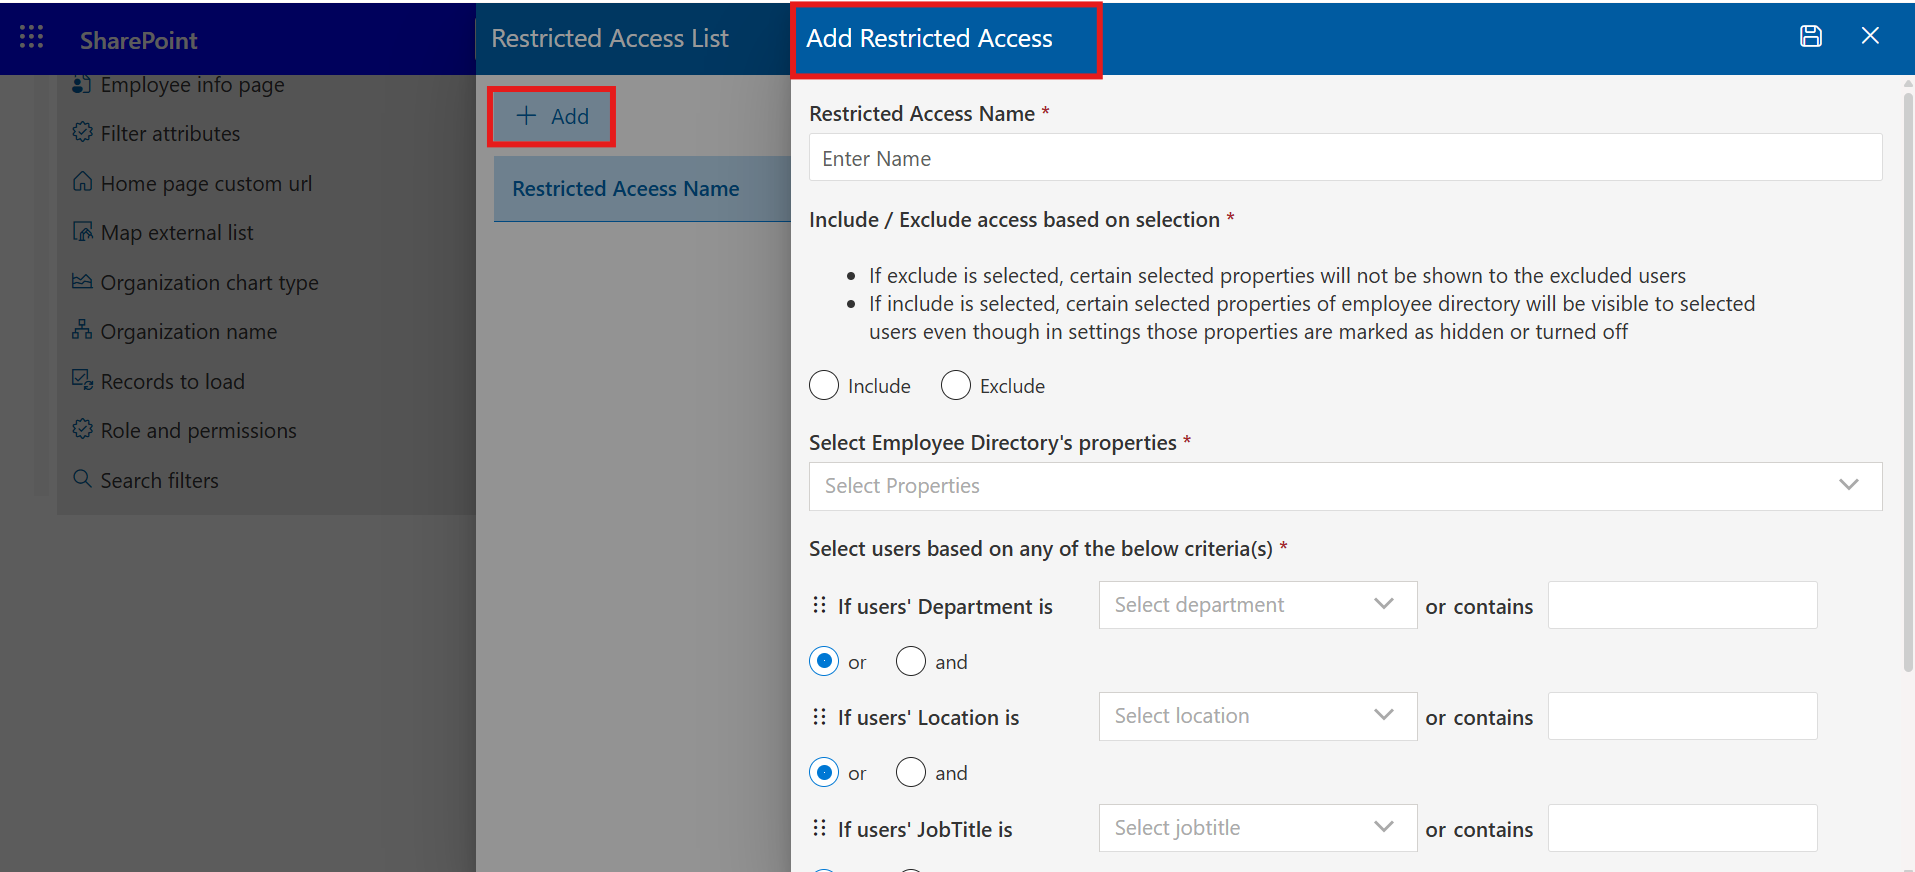 SharePoint
Employee info page
Filter attributes
Home page custom url
Map external list
Organization chart type
Organization name
Records to load
Role and permissions
Search filters
Restricted Access List
Add
Restricted Aceess Name
Add Restricted Access
Restricted Access Name *
Enter Name
Include / Exclude access based on selection *
• If exclude is selected, certain selected properties will not be shown to the excluded users
• If include is selected, certain selected properties of employee directory will be visible to selected
users even though in settings those properties are marked as hidden or turned off
Include Exclude
Select Employee Directory's properties *
Select Properties
Select users based on any of the below criteria(s) *
If users' Department is Select department or contains
or and
If users' Location is Select location or contains
or and
If users' JobTitle is Select jobtitle or contains